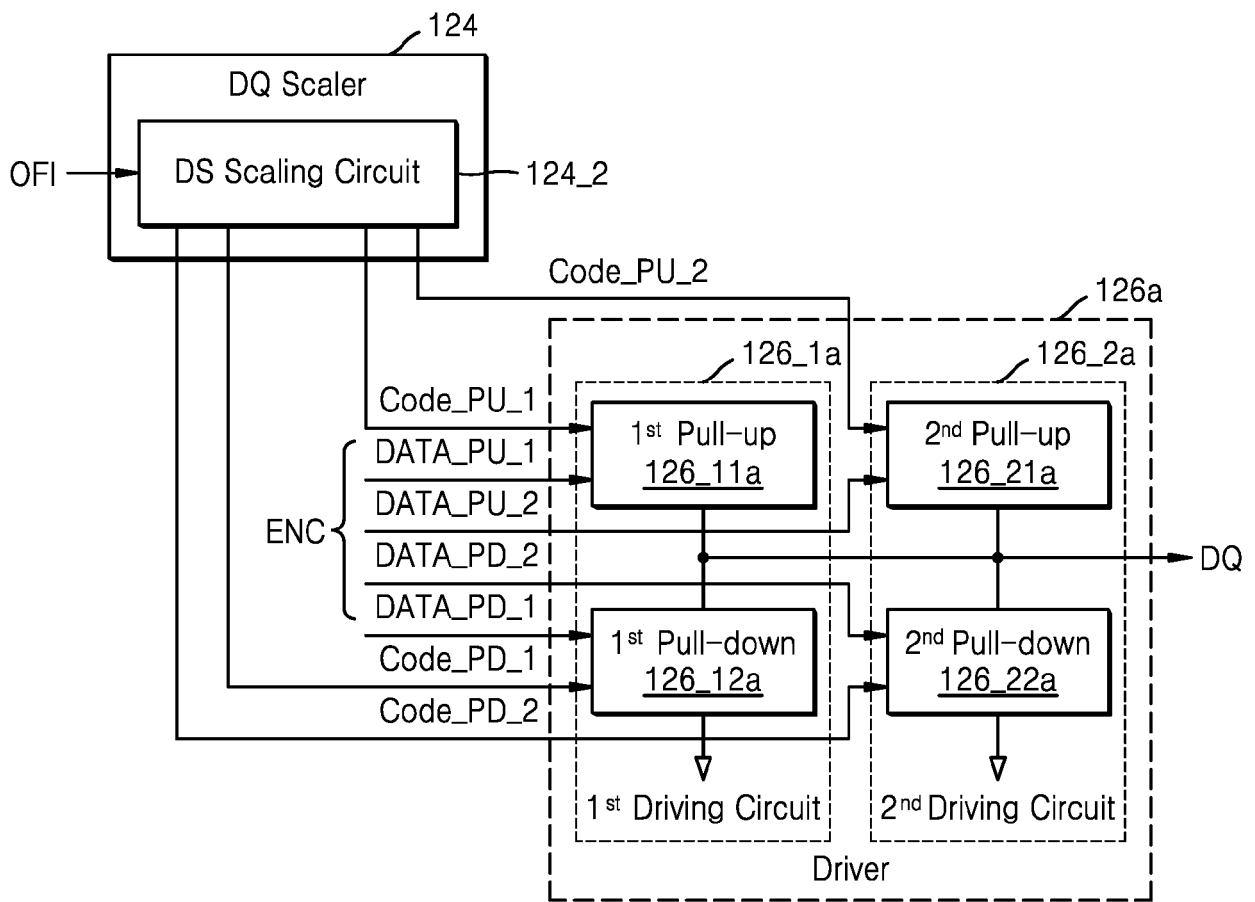 124
DQ Scaler
OFI
DS Scaling Circuit
124_2
Code_PU_2
126a
126_1a
126_2a
Code_PU_1
1st Pull-up
126_11a
2nd Pull-up
126_21a
DATA_PU_1
DATA_PU_2
ENC
DATA_PD_2
DQ
DATA_PD_1
1st Pull-down
126_12a
2nd Pull-down
126_22a
Code_PD_1
Code_PD_2
1st Driving Circuit
2nd Driving Circuit
Driver